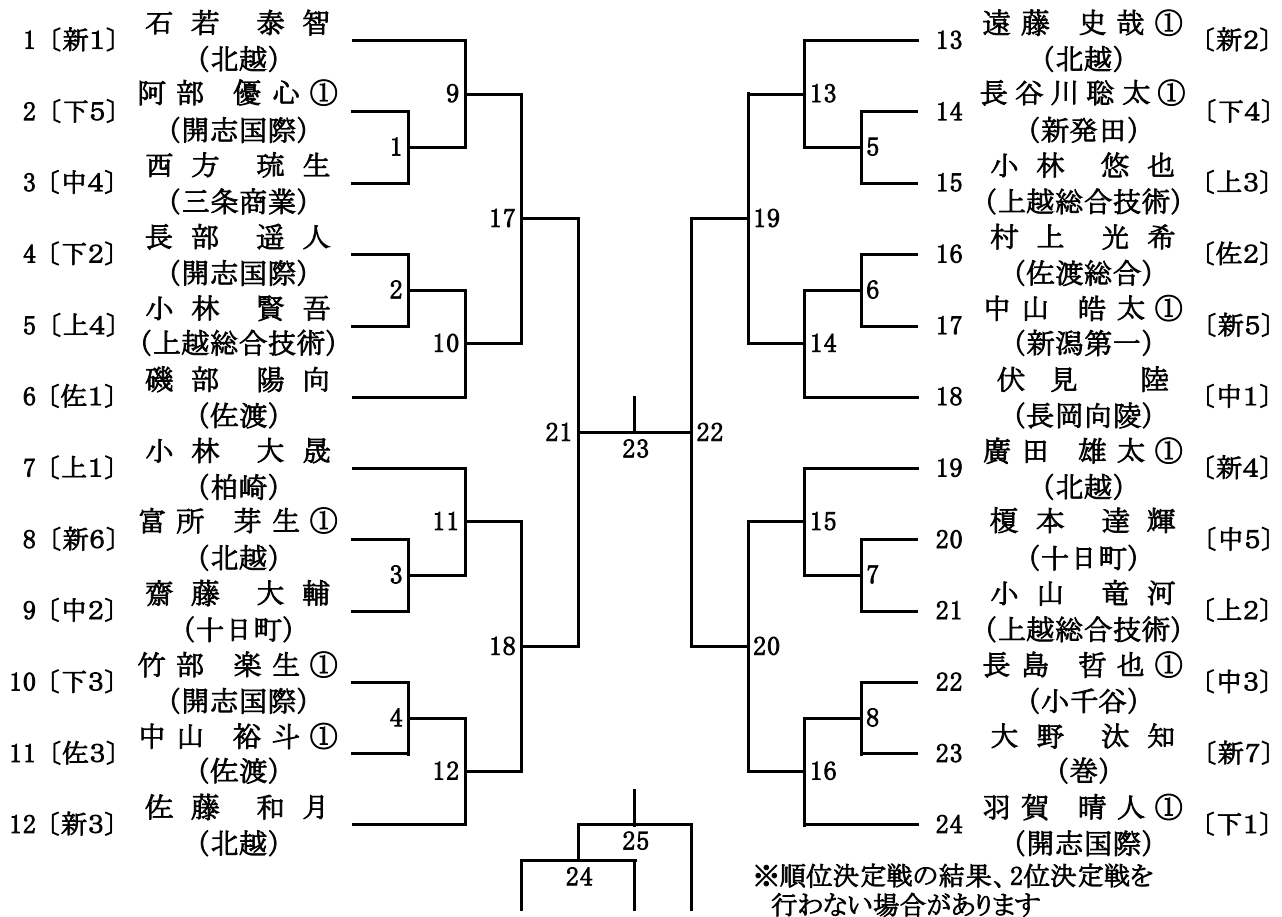 1 〔新1〕 石若 泰智
(北越)
2 〔下5〕 阿部 優心①
(開志国際)
3 〔中4〕 西方 琉生
(三条商業)
4 〔下2〕 長部 遥人
(開志国際)
5 〔上4〕 小林 賢吾
(上越総合技術)
6 〔佐1〕 磯部 陽向
(佐渡)
7 〔上1〕 小林 大晟
(柏崎)
8 〔新6〕 富所 芽生①
(北越)
9 〔中2〕 齋藤 大輔
(十日町)
10 〔下3〕 竹部 楽生①
(開志国際)
11 〔佐3〕 中山 裕斗①
(佐渡)
12 〔新3〕 佐藤 和月
(北越)
9
1
17
2
10
21
11
3
18
4
12
23
25
24
13
5
19
6
14
22
15
7
20
8
16
13 遠藤 史哉① 〔新2〕
(北越)
14 長谷川聡太① 〔下4〕
(新発田)
15 小林 悠也 〔上3〕
(上越総合技術)
16 村上 光希 〔佐2〕
(佐渡総合)
17 中山 皓太① 〔新5〕
(新潟第一)
18 伏見 陸 〔中1〕
(長岡向陵)
19 廣田 雄太① 〔新4〕
(北越)
20 榎本 達輝 〔中5〕
(十日町)
21 小山 竜河 〔上2〕
(上越総合技術)
22 長島 哲也① 〔中3〕
(小千谷)
23 大野 汰知 〔新7〕
(巻)
24 羽賀 晴人① 〔下1〕
(開志国際)
※順位決定戦の結果、2位決定戦を
行わない場合があります